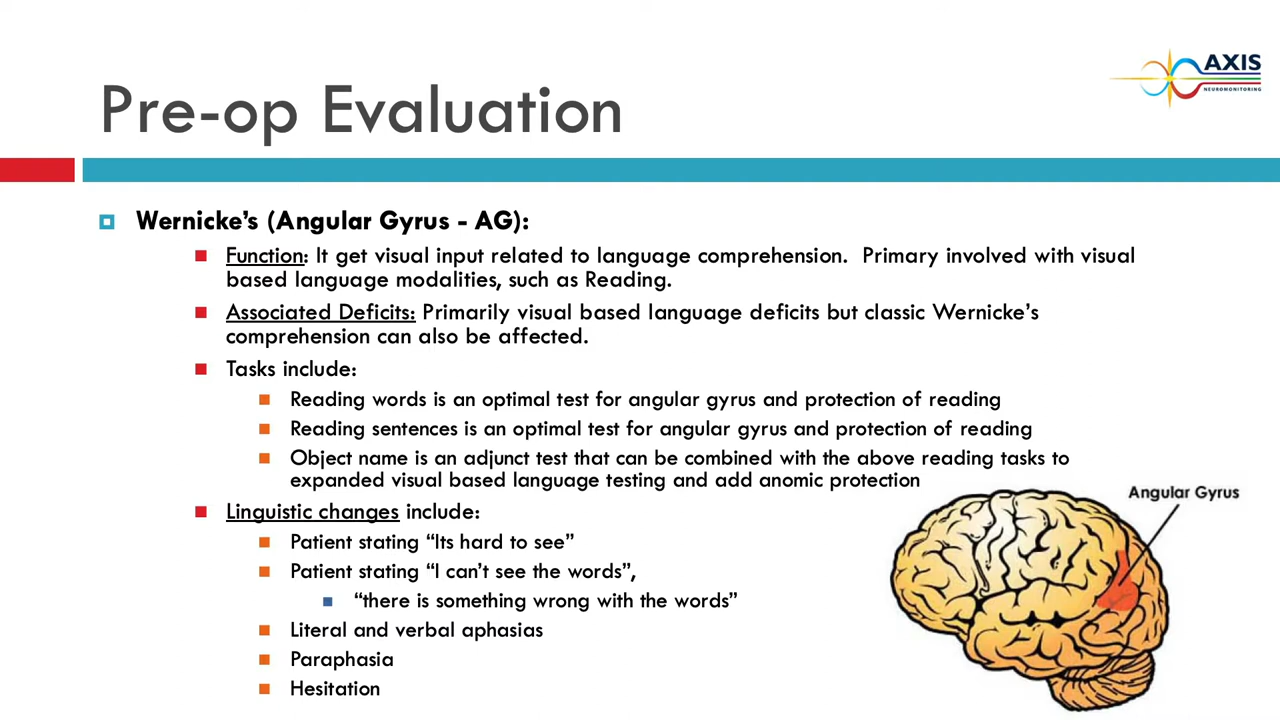 AXIS
NEUROMONITORING
Pre-op Evaluation
Wernicke's (Angular Gyrus - AG):
Function: It get visual input related to language comprehension.  Primary involved with visual
based language modalities, such as Reading.
Associated Deficits: Primarily visual based language deficits but classic Wernicke's
comprehension can also be affected.
Tasks include:
Reading words is an optimal test for angular gyrus and protection of reading
Reading sentences is an optimal test for angular gyrus and protection of reading
Object name is an adjunct test that can be combined with the above reading tasks to
expanded visual based language testing and add anomic protection
Linguistic changes include:
Patient stating “Its hard to see”
Patient stating “I can't see the words”,
“there is something wrong with the words”
Literal and verbal aphasias
Paraphasia
Hesitation
Angular Gyrus